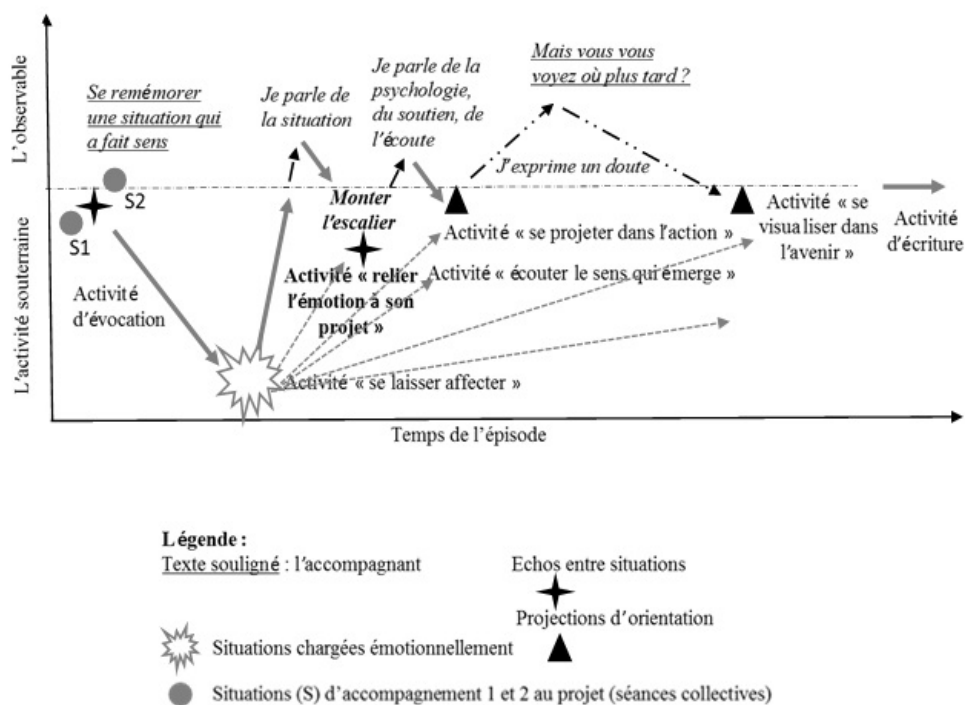 L'observable
L'activité souterraine
Se remémorer
une situation qui
a fait sens
Je parle de
la situation
Je parle de la
psychologie,
du soutien, de
l'écoute
Mais vous vous
voyez où plus tard ?
J'exprime un doute
S2
S1
Monter
l'escalier
Activité « se projeter dans l'action »
Activité « se
visualiser dans
l'avenir »
Activité
d'écriture
Activité
d'évocation
Activité « relier
l'émotion à son
projet »
Activité « écouter le sens qui émerge »
Activité « se laisser affecter »
Temps de l'épisode
Légende :
Texte souligné : l'accompagnant
Echos entre situations
Projections d'orientation
Situations chargées émotionnellement
Situations (S) d'accompagnement 1 et 2 au projet (séances collectives)